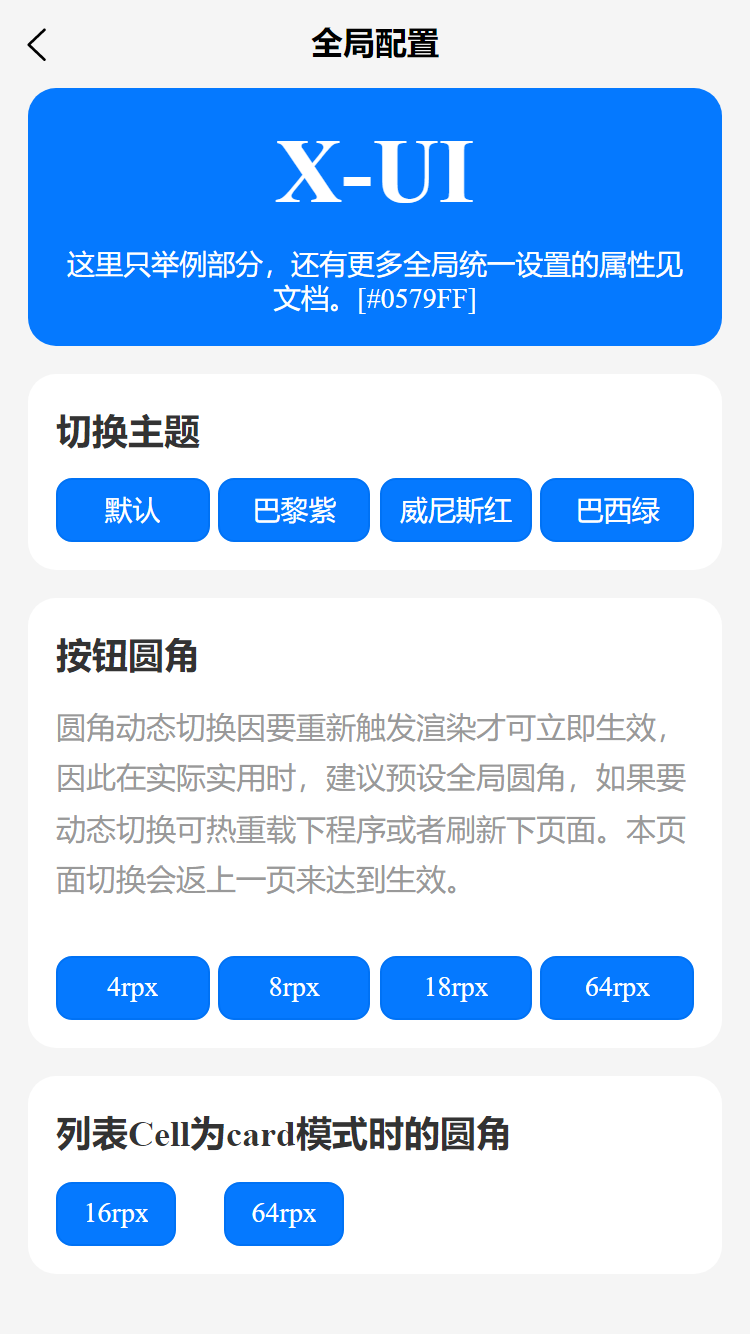 全局配置
X-UI
这里只举例部分，还有更多全局统一设置的属性见
文档。[#0579FF]
切换主题
默认 巴黎紫 威尼斯红 巴西绿
按钮圆角
圆角动态切换因要重新触发渲染才可立即生效，
因此在实际实用时，建议预设全局圆角，如果要
动态切换可热重载下程序或者刷新下页面。本页
面切换会返上一页来达到生效。
4rpx 8rpx 18rpx 64rpx
列表Cell为card模式时的圆角
16rpx 64rpx